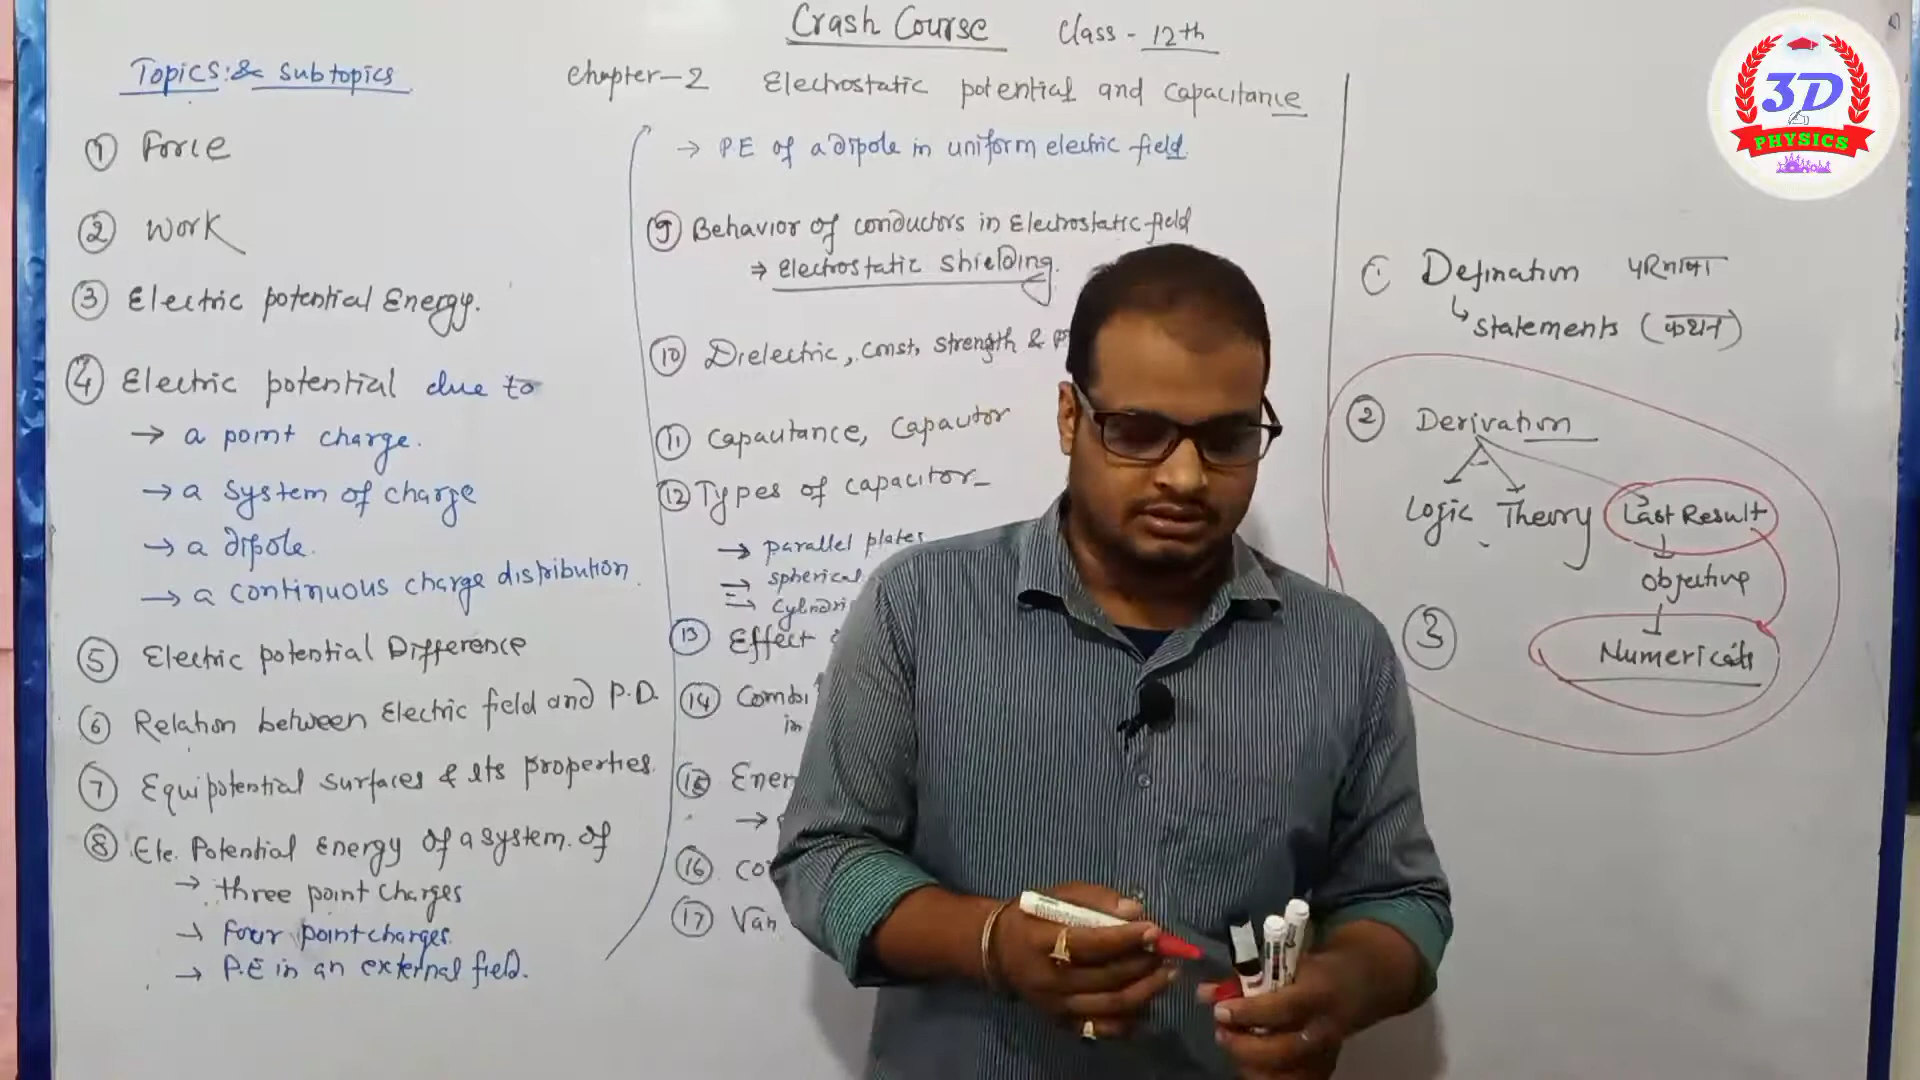 Crash Course Class - 12th
Topics:& Subtopics
Chapter-2 Electrostatic potential and capacitance
① Force
② Work
③ Electric potential Energy.
④ Electric potential due to
→ a point charge.
→ a system of charge
→ a dipole.
→ a continuous charge distribution
⑤ Electric potential Difference
⑥ Relation between Electric field and P.D.
⑦ Equipotential surfaces & its properties.
⑧ Ele. Potential Energy of a system of
→ three point charges
→ four point charges.
→ P.E in an external field.
→ P.E of a dipole in uniform electric field.
⑨ Behavior of conductors in Electrostatic field
⇒ Electrostatic Shielding.
⑩ Dielectric, const, strength & P
⑪ Capacitance, Capacitor
⑫ Types of capacitor
→ parallel plates
→ spherical
→ cylindri
⑬ Effect
⑭ Combi
in
⑮ Ener
→
⑯ Co
⑰ Van
① Defination परिभाषा
↳ Statements (कथन)
② Derivation
Logic Theory Last Result
Objective
③ Numericals
3D
PHYSICS